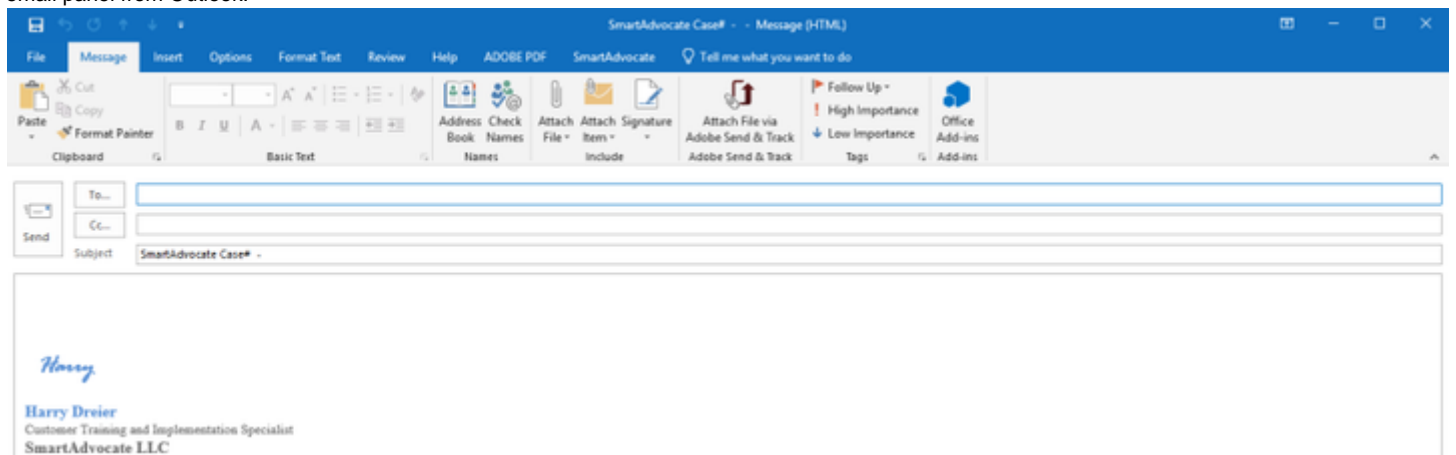 SmartAdvocate Case# - - Message (HTML)
File Message Insert Options Format Text Review Help ADOBE PDF SmartAdvocate Tell me what you want to do
Paste
Cut
Copy
Format Painter
Clipboard
B I U A
Basic Text
Address Book
Check Names
Names
Attach File
Attach Item
Signature
Include
Attach File via
Adobe Send & Track
Adobe Send & Track
Follow Up
High Importance
Low Importance
Tags
Office
Add-ins
Add-ins
To...
Cc...
Send
Subject SmartAdvocate Case# -
Harry
Harry Dreier
Customer Training and Implementation Specialist
SmartAdvocate LLC